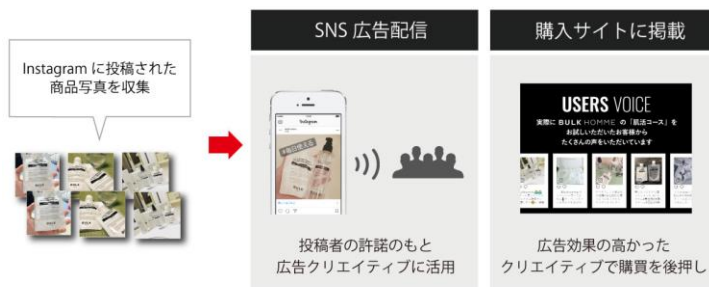 Instagram に投稿された
商品写真を収集
SNS 広告配信
Instagram
#毎日使える
投稿者の許諾のもと
広告クリエイティブに活用
購入サイトに掲載
USERS VOICE
実際に BULK HOMME の「肌活コース」を
お試しいただいたお客様から
たくさんの声をいただいています
広告効果の高かった
クリエイティブで購買を後押し